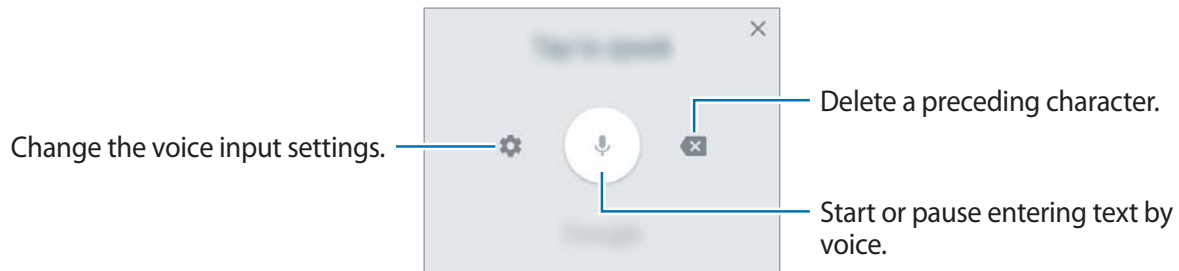 Delete a preceding character.
Change the voice input settings.
Start or pause entering text by
voice.